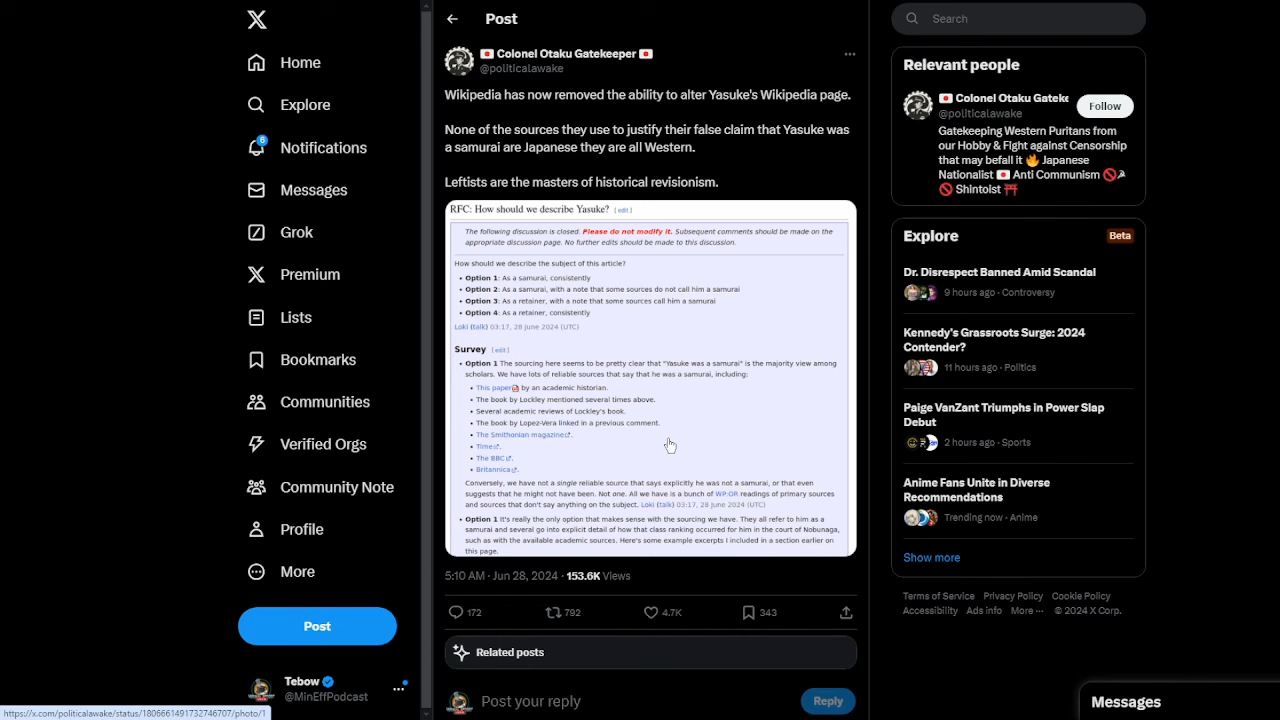 Home
Explore
6
Notifications
Messages
Grok
Premium
Lists
Bookmarks
Communities
Verified Orgs
Community Note
Profile
More
Post
Tebow
@MinEffPodcast
https://x.com/politicalawake/status/1806661491732746707/photo/1
Post
Colonel Otaku Gatekeeper
@politicalawake
Wikipedia has now removed the ability to alter Yasuke's Wikipedia page.
None of the sources they use to justify their false claim that Yasuke was
a samurai are Japanese they are all Western.
Leftists are the masters of historical revisionism.
RFC: How should we describe Yasuke? [edit]
The following discussion is closed. Please do not modify it. Subsequent comments should be made on the
appropriate discussion page. No further edits should be made to this discussion.
How should we describe the subject of this article?
• Option 1: As a samurai, consistently
• Option 2: As a samurai, with a note that some sources do not call him a samurai
• Option 3: As a retainer, with a note that some sources call him a samurai
• Option 4: As a retainer, consistently
Loki (talk) 03:17, 28 June 2024 (UTC)
Survey [edit]
• Option 1 The sourcing here seems to be pretty clear that "Yasuke was a samurai" is the majority view among
scholars. We have lots of reliable sources that say that he was a samurai, including:
• This paper by an academic historian.
• The book by Lockley mentioned several times above.
• Several academic reviews of Lockley's book.
• The book by Lopez-Vera linked in a previous comment.
• The Smithonian magazine.
• Time.
• The BBC.
• Britannica.
Conversely, we have not a single reliable source that says explicitly he was not a samurai, or that even
suggests that he might not have been. Not one. All we have is a bunch of WP:OR readings of primary sources
and sources that don't say anything on the subject. Loki (talk) 03:17, 28 June 2024 (UTC)
• Option 1 It's really the only option that makes sense with the sourcing we have. They all refer to him as a
samurai and several go into explicit detail of how that class ranking occurred for him in the court of Nobunaga,
such as with the available academic sources. Here's some example excerpts I included in a section earlier on
this page.
5:10 AM · Jun 28, 2024 · 153.6K Views
172
792
4.7K
343
Related posts
Post your reply
Reply
Search
Relevant people
Colonel Otaku Gateke
@politicalawake
Follow
Gatekeeping Western Puritans from
our Hobby & Fight against Censorship
that may befall it Japanese
Nationalist Anti Communism
Shintoist
Explore
Beta
Dr. Disrespect Banned Amid Scandal
9 hours ago · Controversy
Kennedy's Grassroots Surge: 2024
Contender?
11 hours ago · Politics
Paige VanZant Triumphs in Power Slap
Debut
2 hours ago · Sports
Anime Fans Unite in Diverse
Recommendations
Trending now · Anime
Show more
Terms of Service Privacy Policy Cookie Policy
Accessibility Ads info More ··· © 2024 X Corp.
Messages